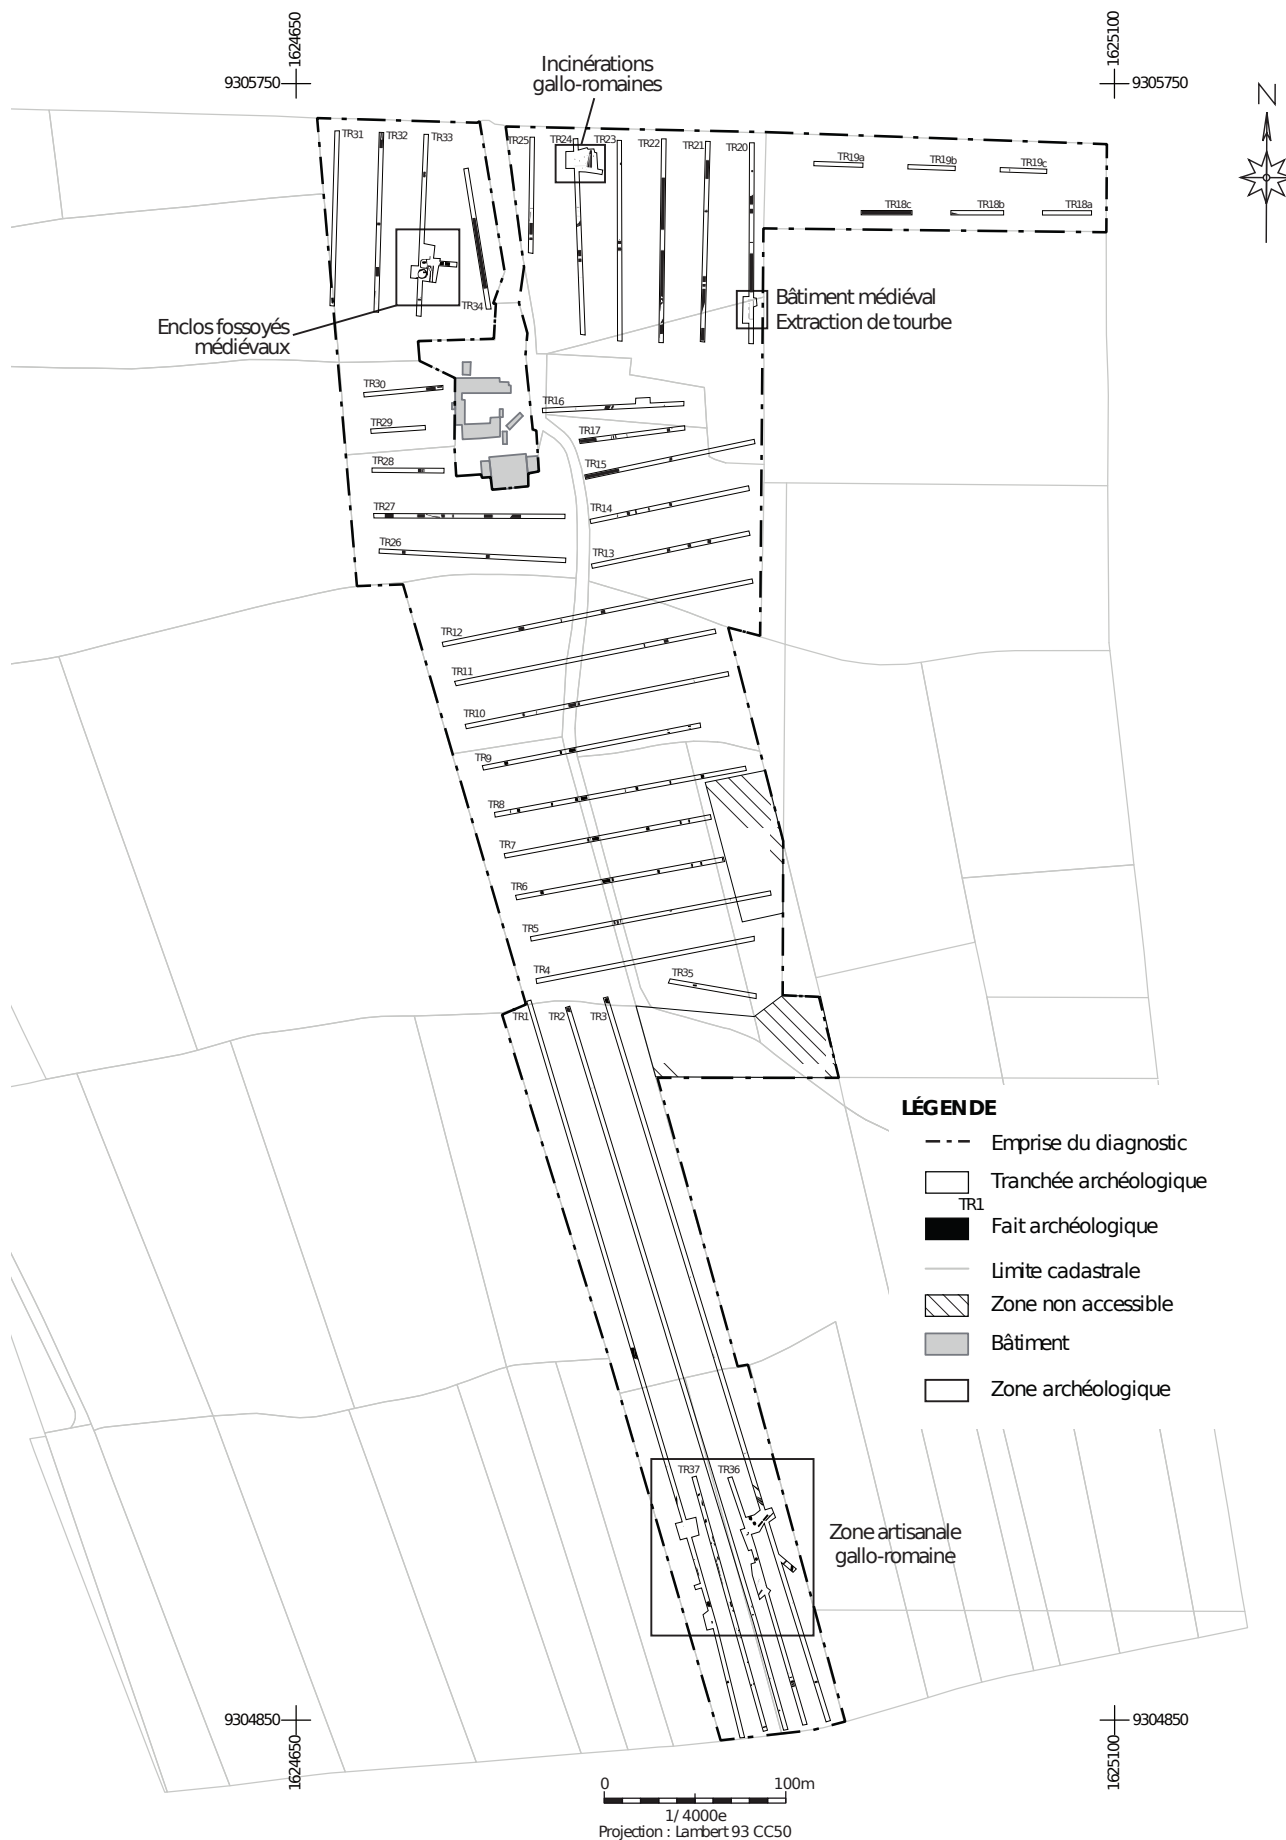 1624650
1625100
9305750
9305750
N
Incinérations
gallo-romaines
TR31
TR32
TR33
TR25
TR24
TR23
TR22
TR21
TR20
TR19a
TR19b
TR19c
TR18c
TR18b
TR18a
TR34
Bâtiment médiéval
Extraction de tourbe
Enclos fossoyés
médiévaux
TR30
TR16
TR29
TR17
TR28
TR15
TR27
TR14
TR26
TR13
TR12
TR11
TR10
TR9
TR8
TR7
TR6
TR5
TR4
TR35
TR1
TR2
TR3
LÉGENDE
Emprise du diagnostic
Tranchée archéologique
TR1
Fait archéologique
Limite cadastrale
Zone non accessible
Bâtiment
Zone archéologique
TR37
TR36
Zone artisanale
gallo-romaine
9304850
9304850
1624650
1625100
0 100m
1/ 4000e
Projection : Lambert 93 CC50